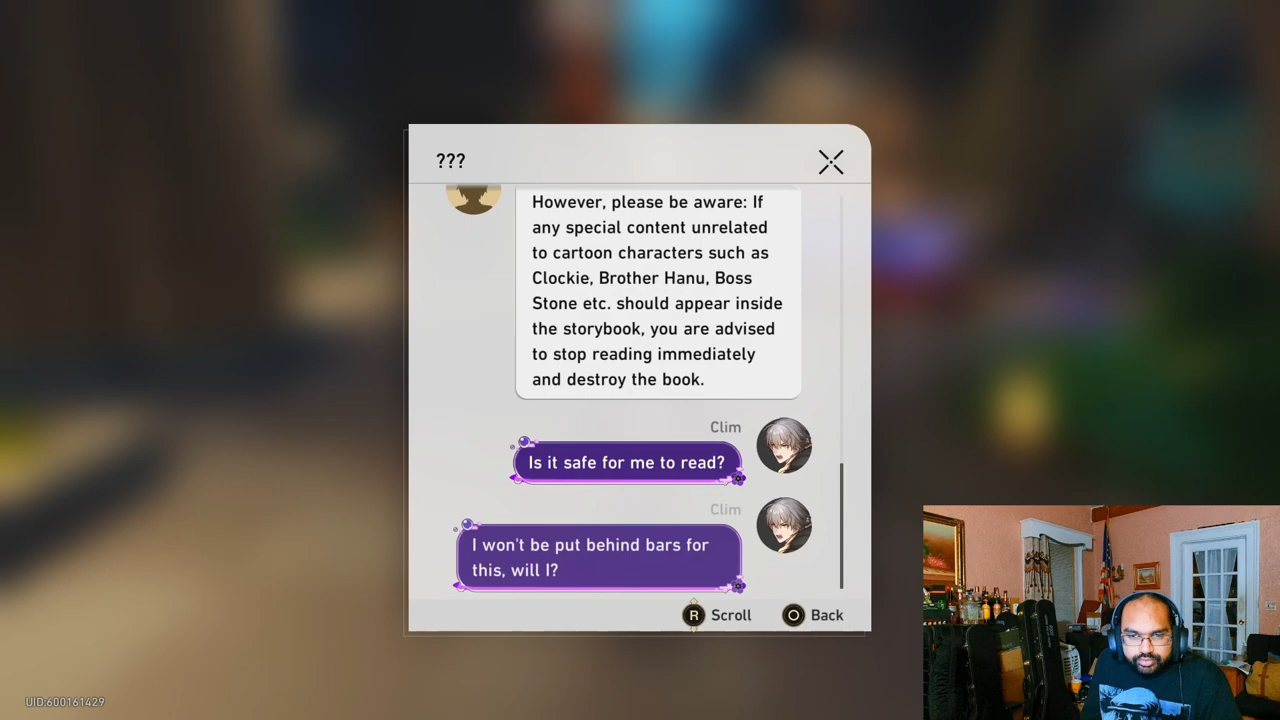 ???
However, please be aware: If
any special content unrelated
to cartoon characters such as
Clockie, Brother Hanu, Boss
Stone etc. should appear inside
the storybook, you are advised
to stop reading immediately
and destroy the book.
Clim
Is it safe for me to read?
Clim
I won't be put behind bars for
this, will I?
R Scroll O Back
UID:600161429